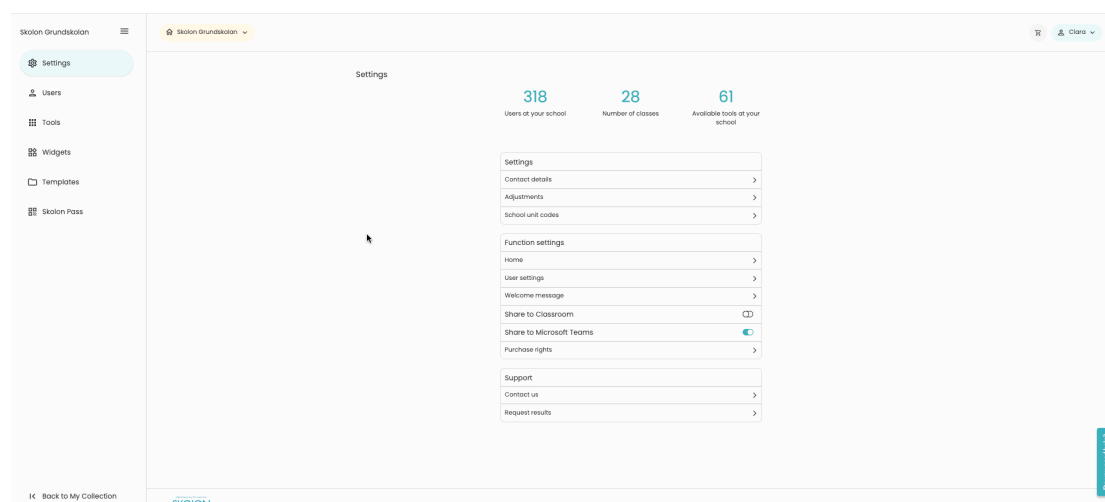 Skolon Grundskolan
Skolon Grundskolan
Clara
Settings
Users
Tools
Widgets
Templates
Skolon Pass
Back to My Collection
Settings
318
Users at your school
28
Number of classes
61
Available tools at your
school
Settings
Contact details
Adjustments
School unit codes
Function settings
Home
User settings
Welcome message
Share to Classroom
Share to Microsoft Teams
Purchase rights
Support
Contact us
Request results
SKOLON